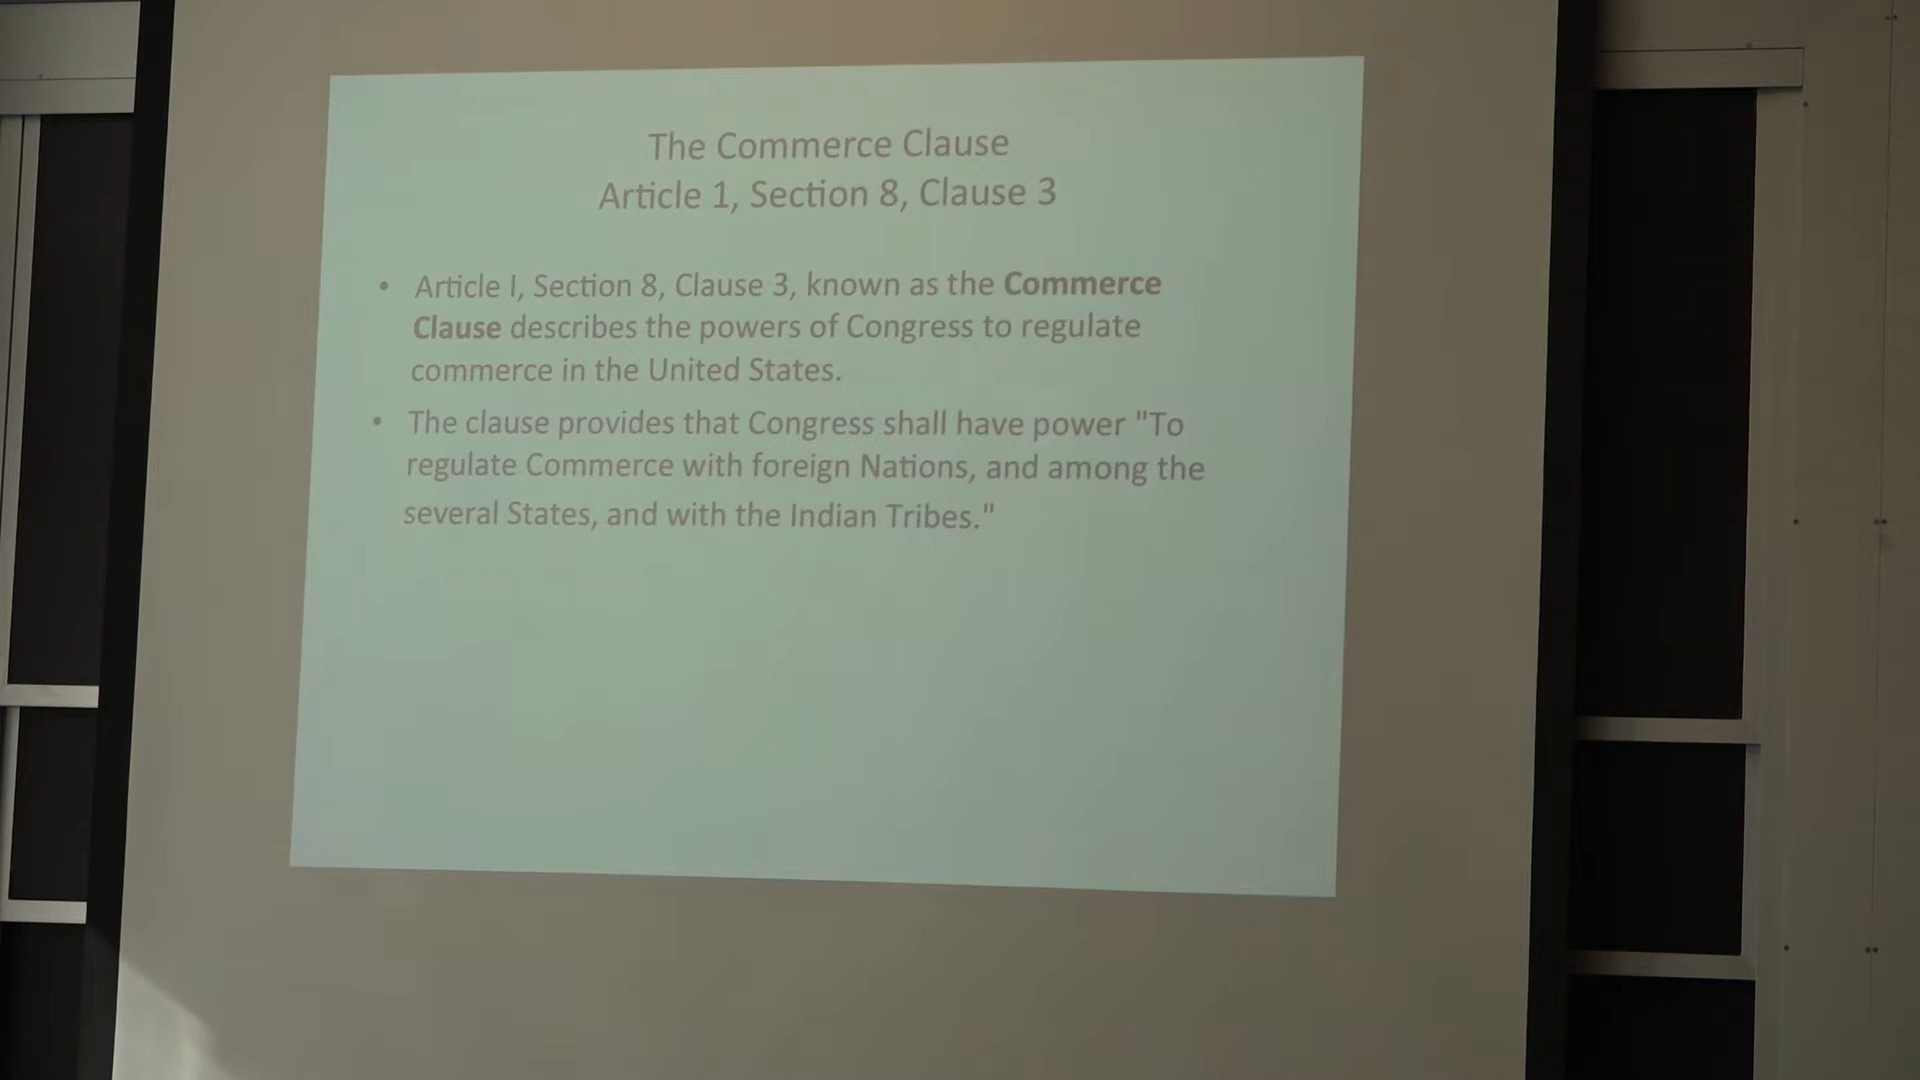 The Commerce Clause
Article 1, Section 8, Clause 3
• Article I, Section 8, Clause 3, known as the Commerce
Clause describes the powers of Congress to regulate
commerce in the United States.
• The clause provides that Congress shall have power "To
regulate Commerce with foreign Nations, and among the
several States, and with the Indian Tribes."